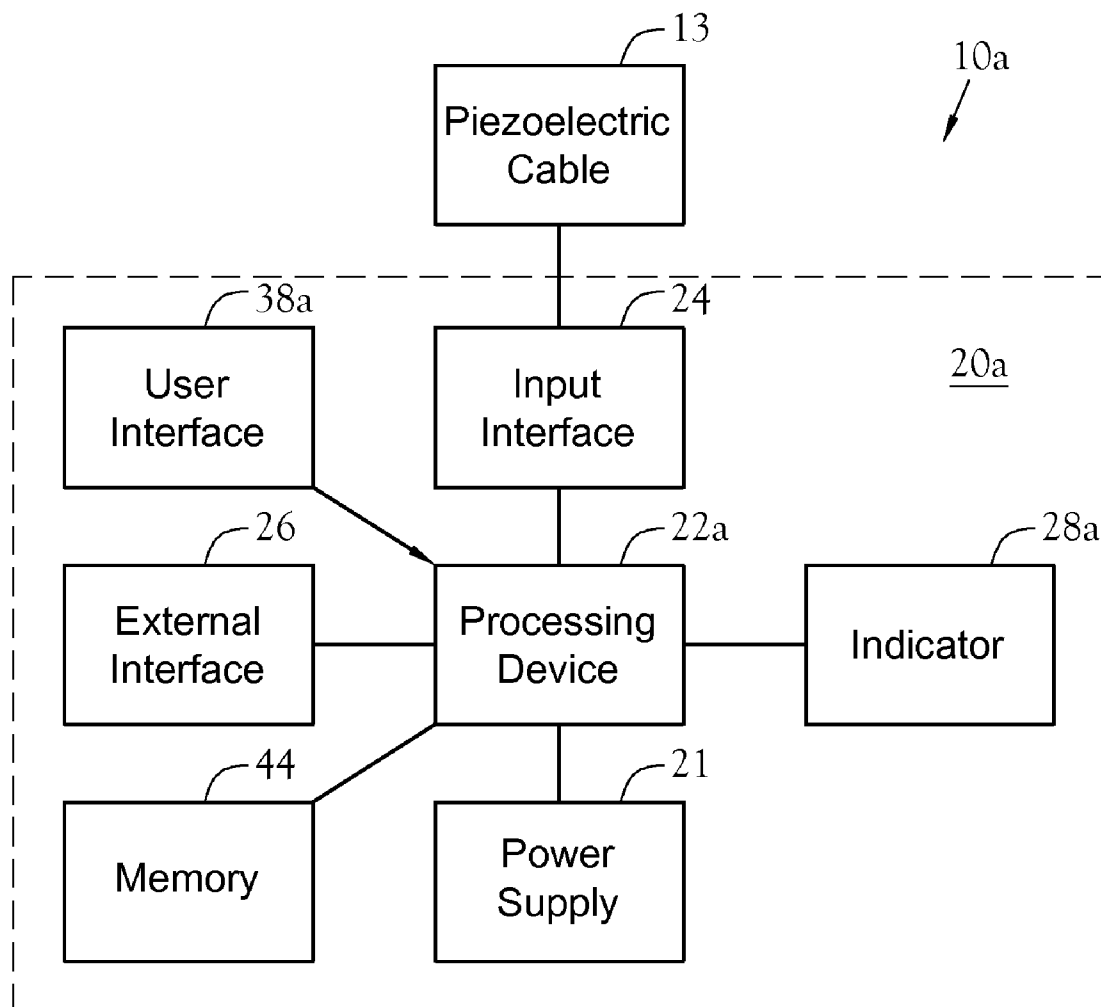 13
10a
Piezoelectric
Cable
38a
24
20a
User
Interface
Input
Interface
26
22a
28a
External
Interface
Processing
Device
Indicator
44
21
Memory
Power
Supply